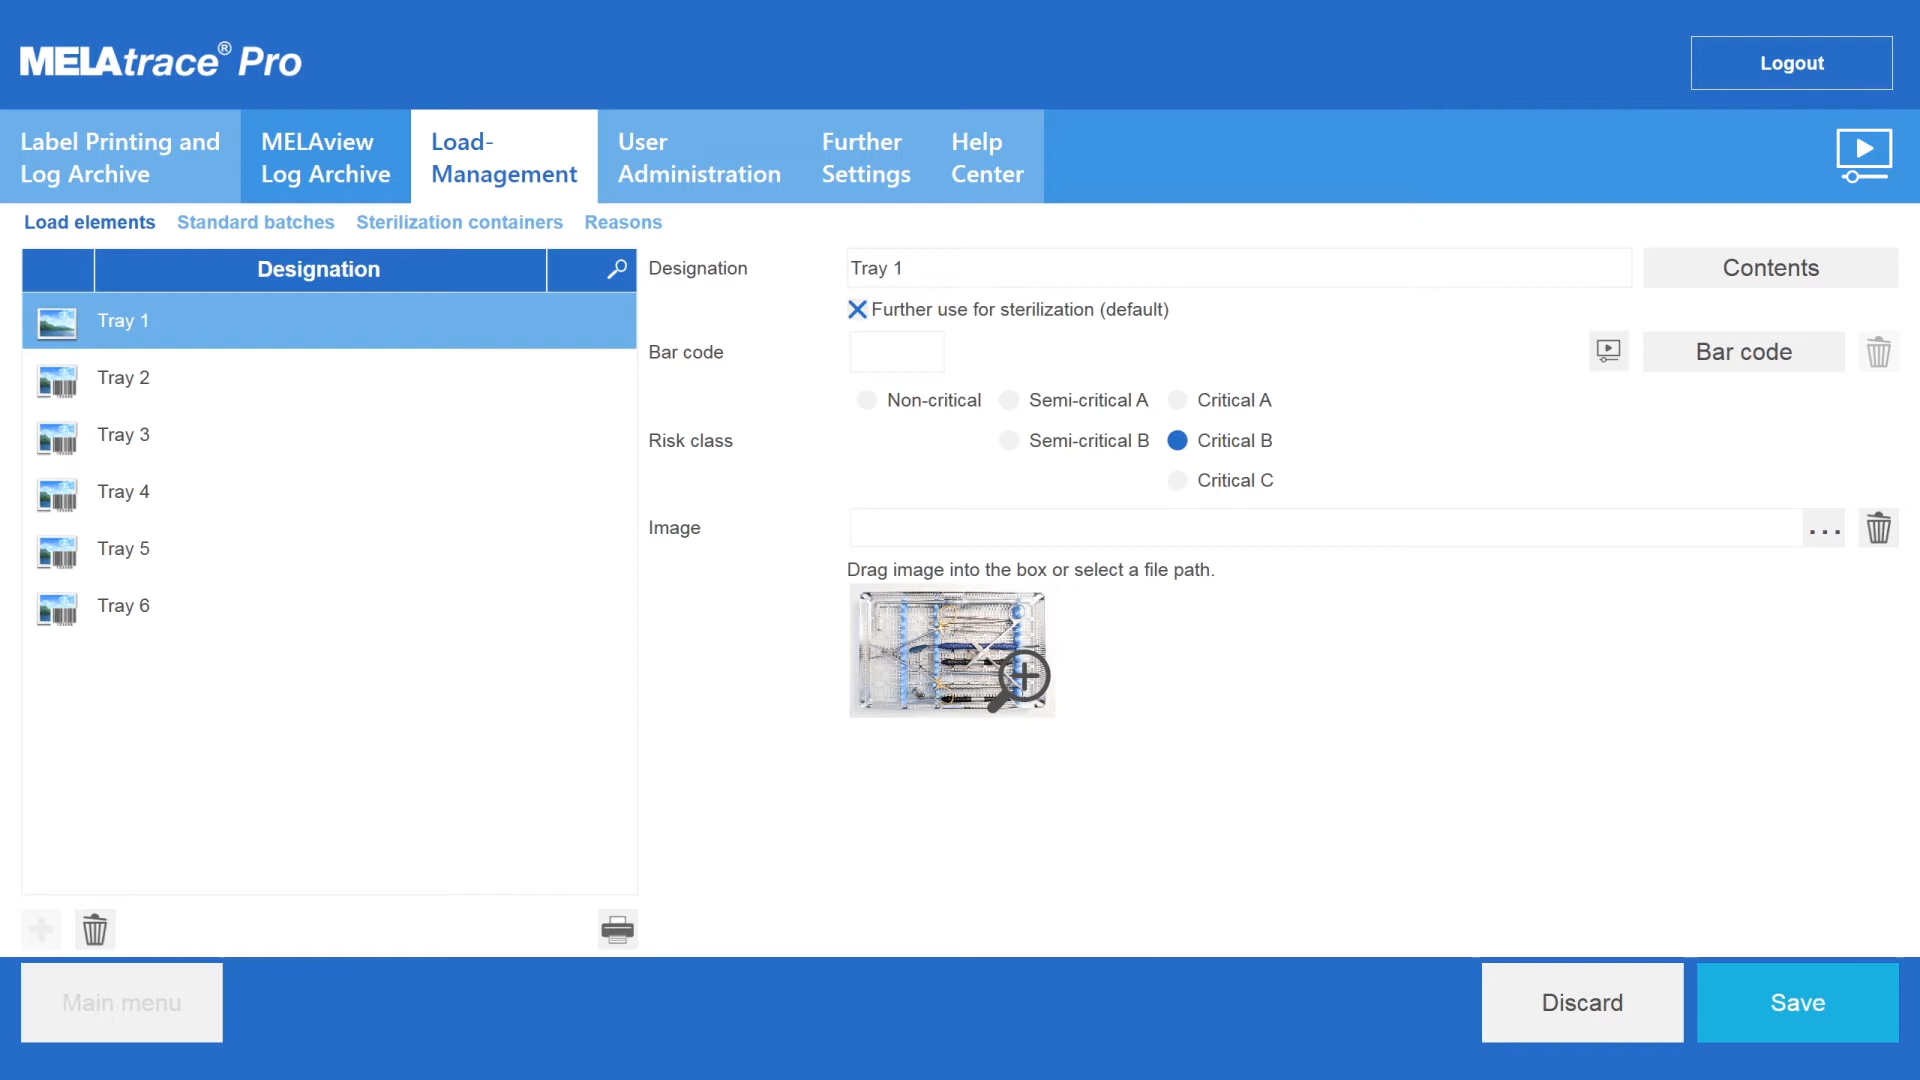 MELAtrace® Pro
Logout
Label Printing and
Log Archive
MELAview
Log Archive
Load-
Management
User
Administration
Further
Settings
Help
Center
Load elements
Standard batches
Sterilization containers
Reasons
Designation
Tray 1
Tray 2
Tray 3
Tray 4
Tray 5
Tray 6
Designation
Tray 1
Contents
Further use for sterilization (default)
Bar code
Bar code
Non-critical
Semi-critical A
Critical A
Risk class
Semi-critical B
Critical B
Critical C
Image
...
Drag image into the box or select a file path.
Main menu
Discard
Save